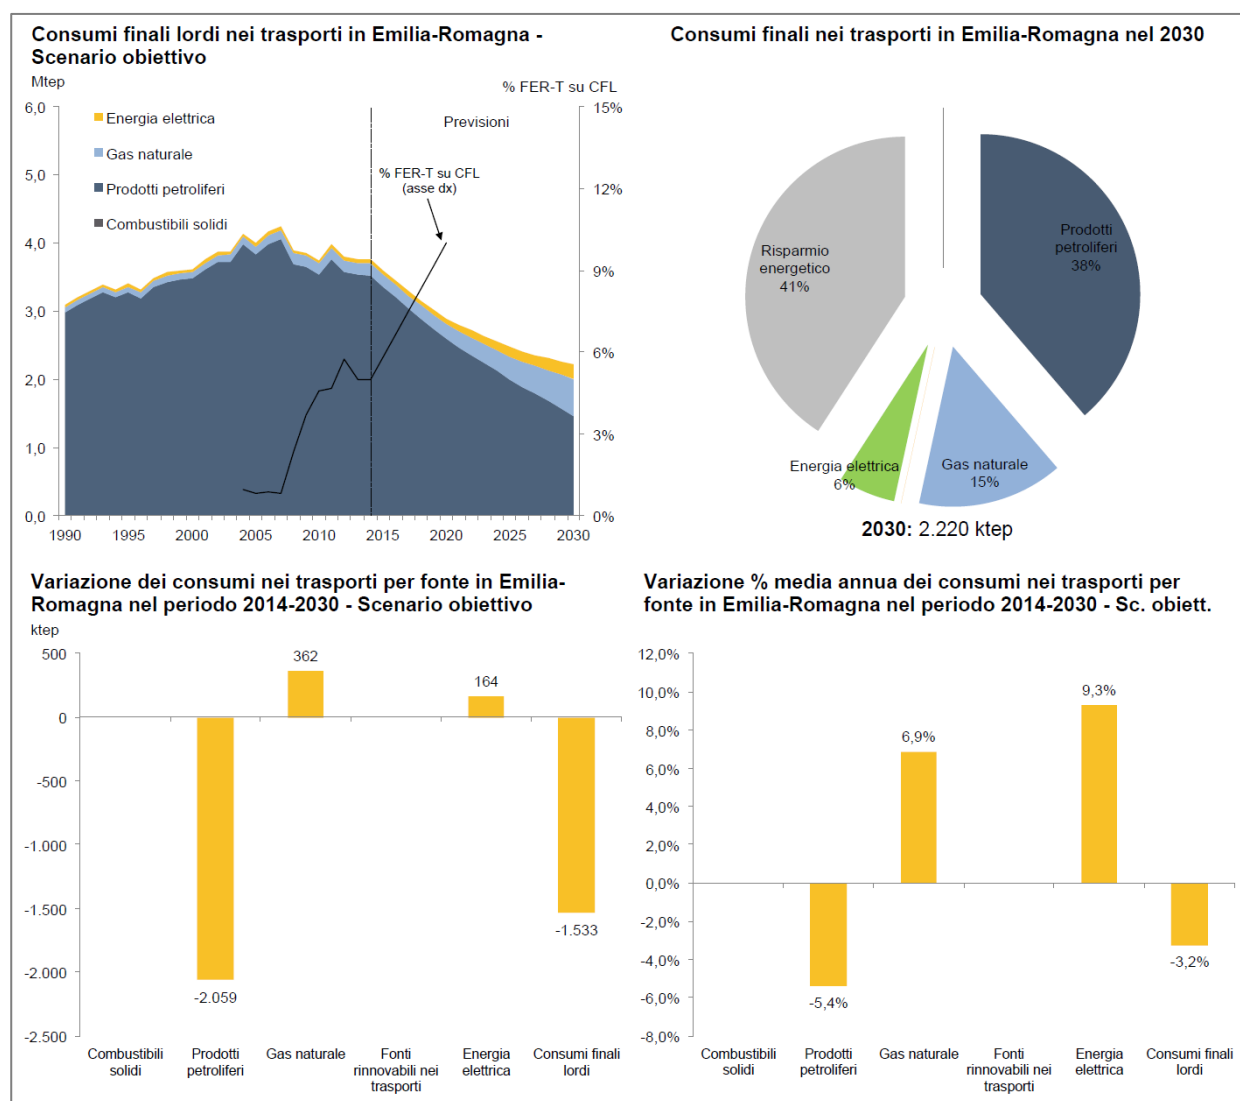 Consumi finali lordi nei trasporti in Emilia-Romagna -
Scenario obiettivo
Mtep
% FER-T su CFL
6,0
5,0
4,0
3,0
2,0
1,0
0,0
15%
12%
9%
6%
3%
0%
Energia elettrica
Gas naturale
Prodotti petroliferi
Combustibili solidi
Previsioni
% FER-T su CFL
(asse dx)
1990
1995
2000
2005
2010
2015
2020
2025
2030
Consumi finali nei trasporti in Emilia-Romagna nel 2030
Risparmio
energetico
41%
Prodotti
petroliferi
38%
Energia elettrica
6%
Gas naturale
15%
2030: 2.220 ktep
Variazione dei consumi nei trasporti per fonte in Emilia-
Romagna nel periodo 2014-2030 - Scenario obiettivo
ktep
500
0
-500
-1.000
-1.500
-2.000
-2.500
362
164
-2.059
-1.533
Combustibili
solidi
Prodotti
petroliferi
Gas naturale
Fonti
rinnovabili nei
trasporti
Energia
elettrica
Consumi finali
lordi
Variazione % media annua dei consumi nei trasporti per
fonte in Emilia-Romagna nel periodo 2014-2030 - Sc. obiett.
12,0%
10,0%
8,0%
6,0%
4,0%
2,0%
0,0%
-2,0%
-4,0%
-6,0%
-8,0%
6,9%
9,3%
-5,4%
-3,2%
Combustibili
solidi
Prodotti
petroliferi
Gas naturale
Fonti
rinnovabili nei
trasporti
Energia
elettrica
Consumi finali
lordi